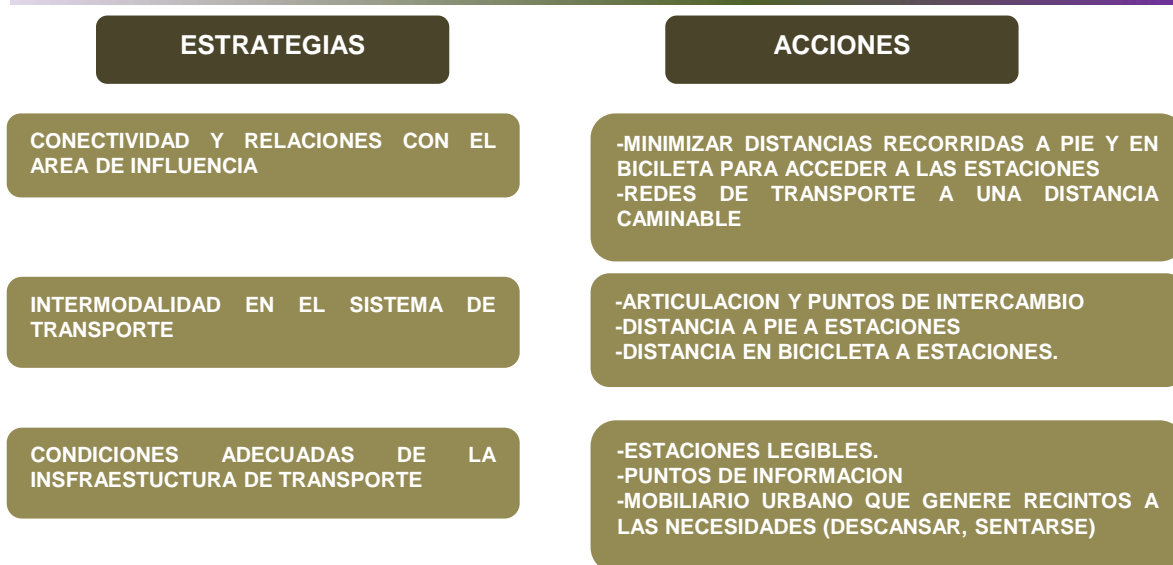 ESTRATEGIAS
ACCIONES
CONECTIVIDAD Y RELACIONES CON EL
AREA DE INFLUENCIA
-MINIMIZAR DISTANCIAS RECORRIDAS A PIE Y EN
BICILETA PARA ACCEDER A LAS ESTACIONES
-REDES DE TRANSPORTE A UNA DISTANCIA
CAMINABLE
INTERMODALIDAD EN EL SISTEMA DE
TRANSPORTE
-ARTICULACION Y PUNTOS DE INTERCAMBIO
-DISTANCIA A PIE A ESTACIONES
-DISTANCIA EN BICICLETA A ESTACIONES.
CONDICIONES ADECUADAS DE LA
INSFRAESTUCTURA DE TRANSPORTE
-ESTACIONES LEGIBLES.
-PUNTOS DE INFORMACION
-MOBILIARIO URBANO QUE GENERE RECINTOS A
LAS NECESIDADES (DESCANSAR, SENTARSE)